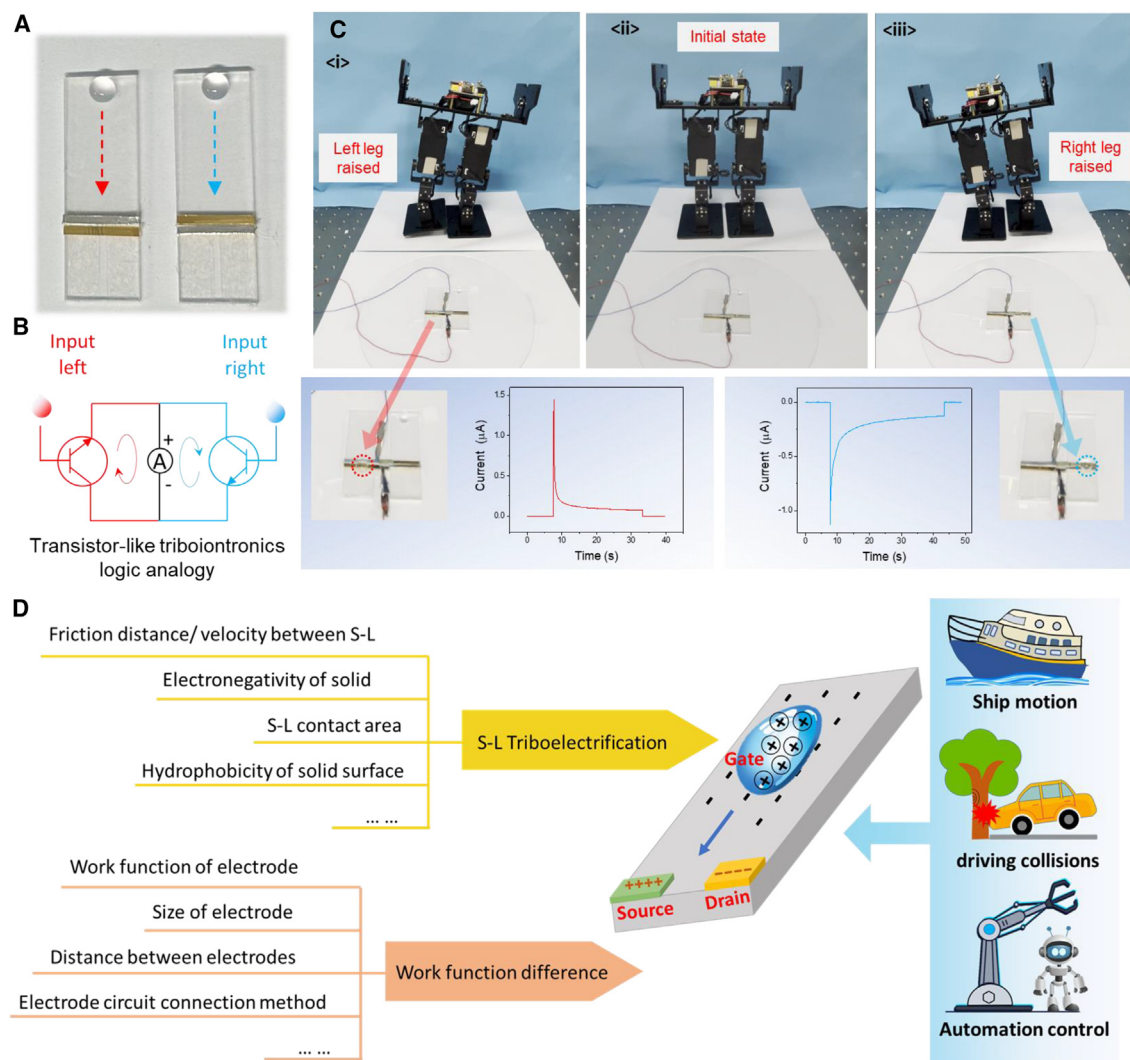 A
C
<i>
Left leg
raised
<ii>
Initial state
<iii>
Right leg
raised
B
Input
left
Input
right
A
+
-
Transistor-like triboiontronics
logic analogy
Current (μA)
1.5
1.0
0.5
0.0
0
10
20
30
40
Time (s)
Current (μA)
0.0
-0.5
-1.0
0
10
20
30
40
50
Time (s)
D
Friction distance/ velocity between S-L
Electronegativity of solid
S-L contact area
Hydrophobicity of solid surface
... ...
S-L Triboelectrification
Work function of electrode
Size of electrode
Distance between electrodes
Electrode circuit connection method
... ...
Work function difference
Gate
++++
Source
----
Drain
Ship motion
driving collisions
Automation control